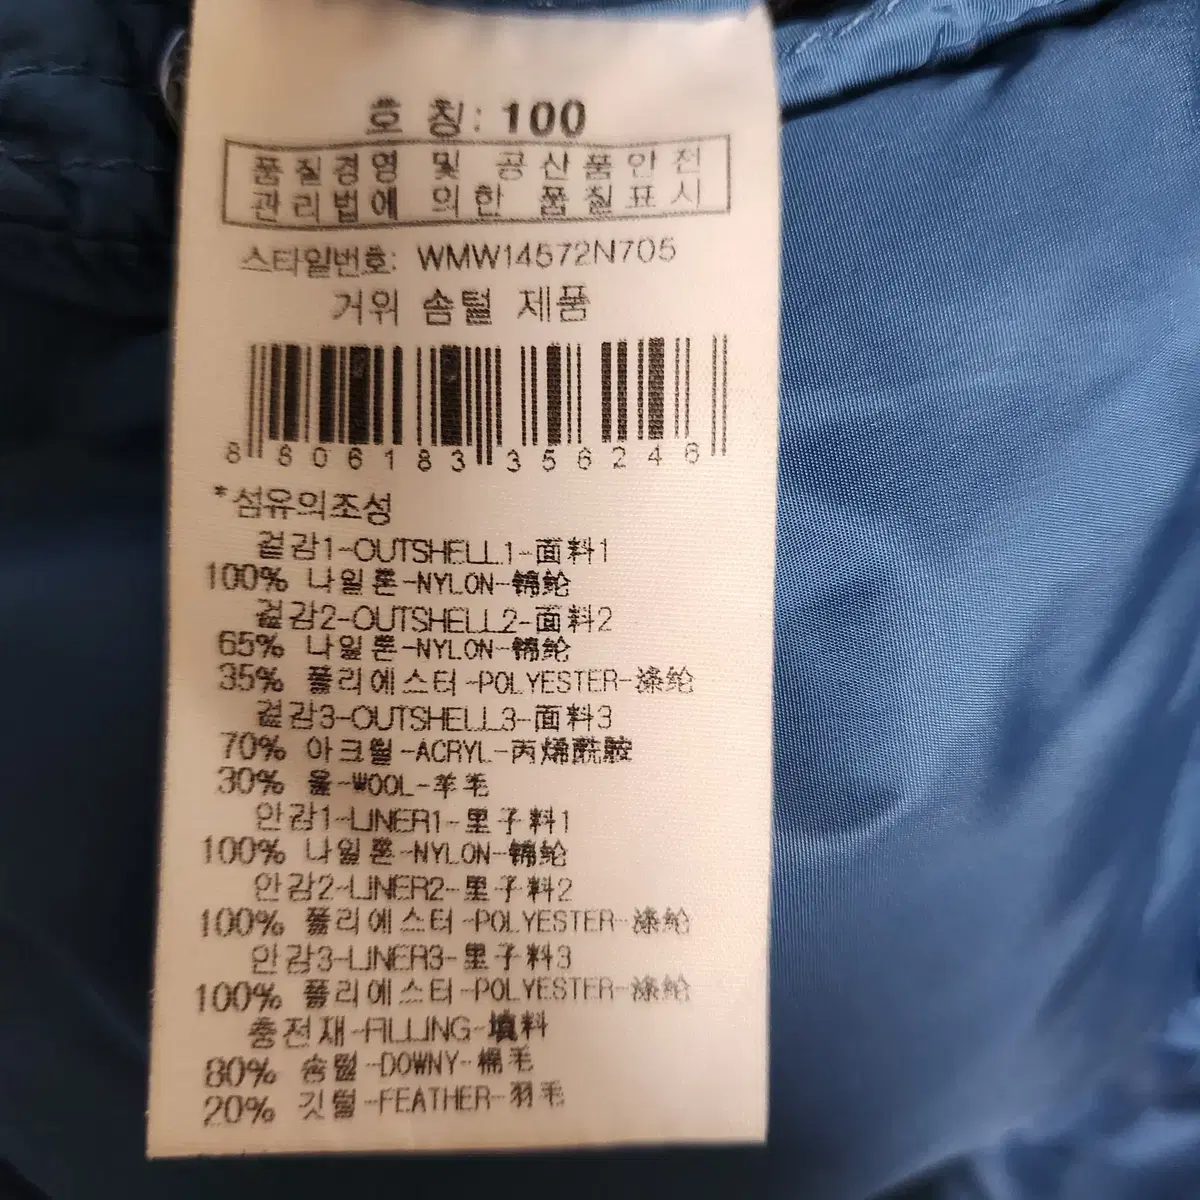 호 칭: 100
품질경영 및 공산품안전
관리법에 의한 품질표시
스타일번호: WMW14572N705
거위 솜털 제품
8 806183 356246
*섬유의조성
겉감1-OUTSHELL1-面料1
100% 나일론-NYLON-锦纶
겉감2-OUTSHELL2-面料2
65% 나일론-NYLON-锦纶
35% 폴리에스터-POLYESTER-涤纶
겉감3-OUTSHELL3-面料3
70% 아크릴-ACRYL-丙烯酰胺
30% 울-WOOL-羊毛
안감1-LINER1-里子料1
100% 나일론-NYLON-锦纶
안감2-LINER2-里子料2
100% 폴리에스터-POLYESTER-涤纶
안감3-LINER3-里子料3
100% 폴리에스터-POLYESTER-涤纶
충전재-FILLING-填料
80% 솜털-DOWNY-棉毛
20% 깃털-FEATHER-羽毛